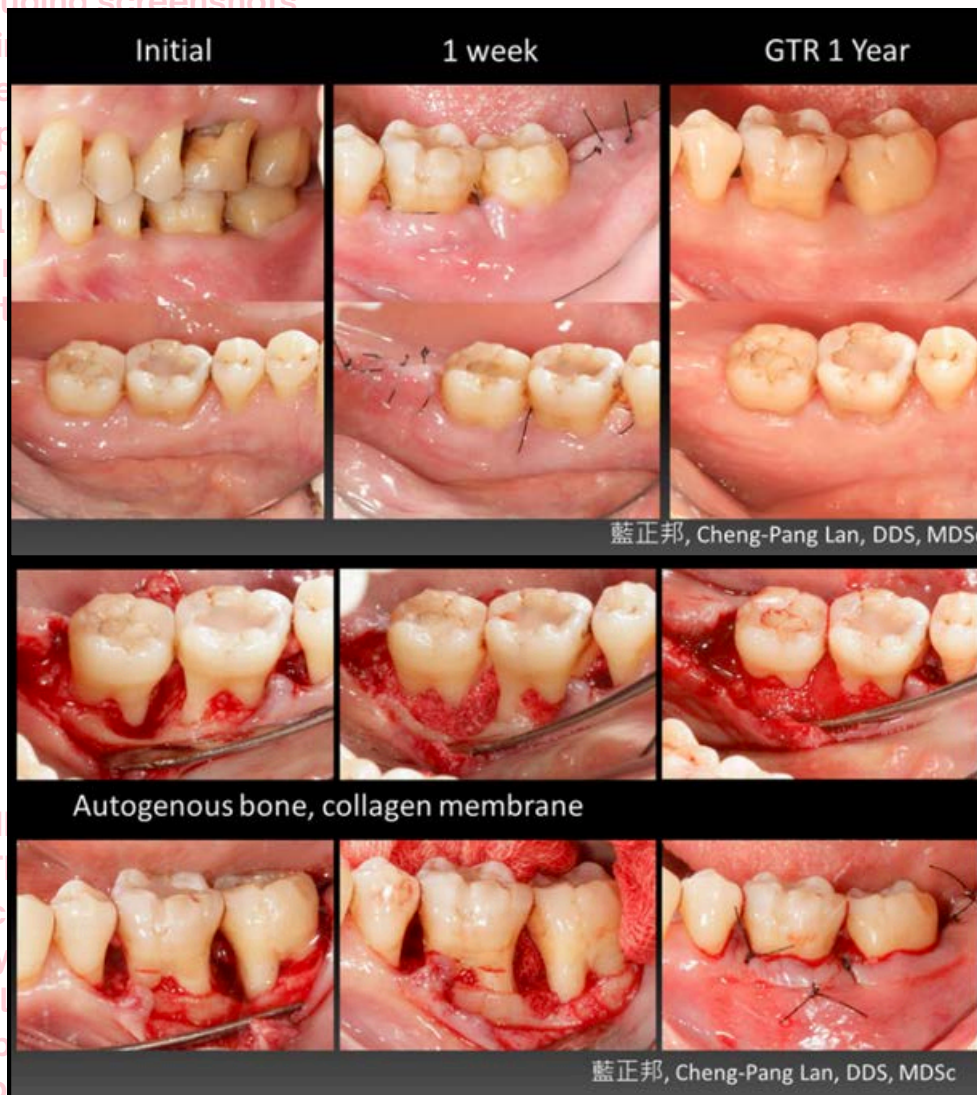 Initial
1 week
GTR 1 Year
藍正邦, Cheng-Pang Lan, DDS, MDS
Autogenous bone, collagen membrane
藍正邦, Cheng-Pang Lan, DDS, MDSc